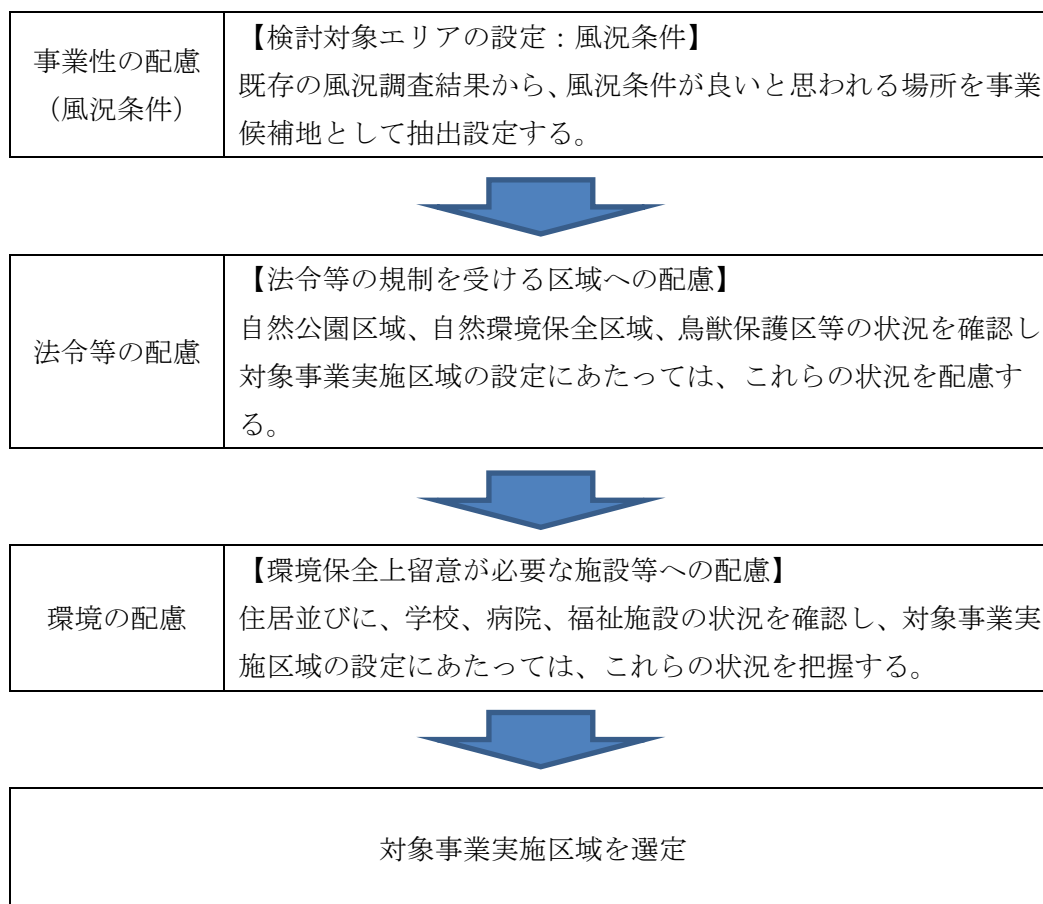 事業性の配慮
(風況条件)
【検討対象エリアの設定：風況条件】
既存の風況調査結果から、風況条件が良いと思われる場所を事業
候補地として抽出設定する。
法令等の配慮
【法令等の規制を受ける区域への配慮】
自然公園区域、自然環境保全区域、鳥獣保護区等の状況を確認し
対象事業実施区域の設定にあたっては、これらの状況を配慮す
る。
環境の配慮
【環境保全上留意が必要な施設等への配慮】
住居並びに、学校、病院、福祉施設の状況を確認し、対象事業実
施区域の設定にあたっては、これらの状況を把握する。
対象事業実施区域を選定